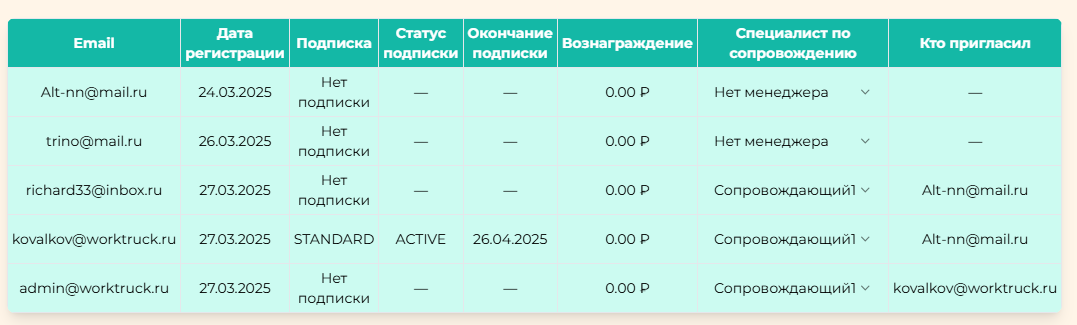 Email Дата регистрации Подписка Статус подписки Окончание подписки Вознаграждение Специалист по сопровождению Кто пригласил
Alt-nn@mail.ru 24.03.2025 Нет подписки — — 0.00 ₽ Нет менеджера —
trino@mail.ru 26.03.2025 Нет подписки — — 0.00 ₽ Нет менеджера —
richard33@inbox.ru 27.03.2025 Нет подписки — — 0.00 ₽ Сопровождающий1 Alt-nn@mail.ru
kovalkov@worktruck.ru 27.03.2025 STANDARD ACTIVE 26.04.2025 0.00 ₽ Сопровождающий1 Alt-nn@mail.ru
admin@worktruck.ru 27.03.2025 Нет подписки — — 0.00 ₽ Сопровождающий1 kovalkov@worktruck.ru